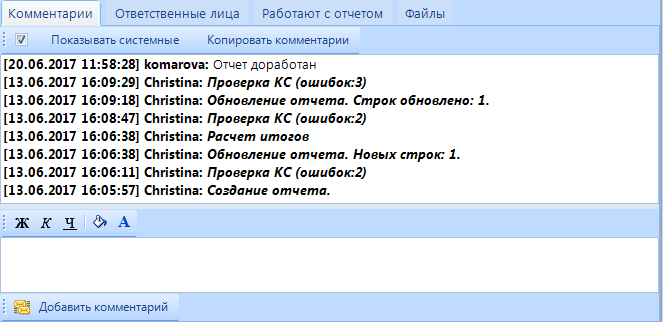 Комментарии Ответственные лица Работают с отчетом Файлы
Показывать системные Копировать комментарии
[20.06.2017 11:58:28] komarova: Отчет доработан
[13.06.2017 16:09:29] Christina: Проверка КС (ошибок:3)
[13.06.2017 16:09:18] Christina: Обновление отчета. Строк обновлено: 1.
[13.06.2017 16:08:47] Christina: Проверка КС (ошибок:2)
[13.06.2017 16:06:38] Christina: Расчет итогов
[13.06.2017 16:06:38] Christina: Обновление отчета. Новых строк: 1.
[13.06.2017 16:06:11] Christina: Проверка КС (ошибок:2)
[13.06.2017 16:05:57] Christina: Создание отчета.
Ж К Ч А
Добавить комментарий